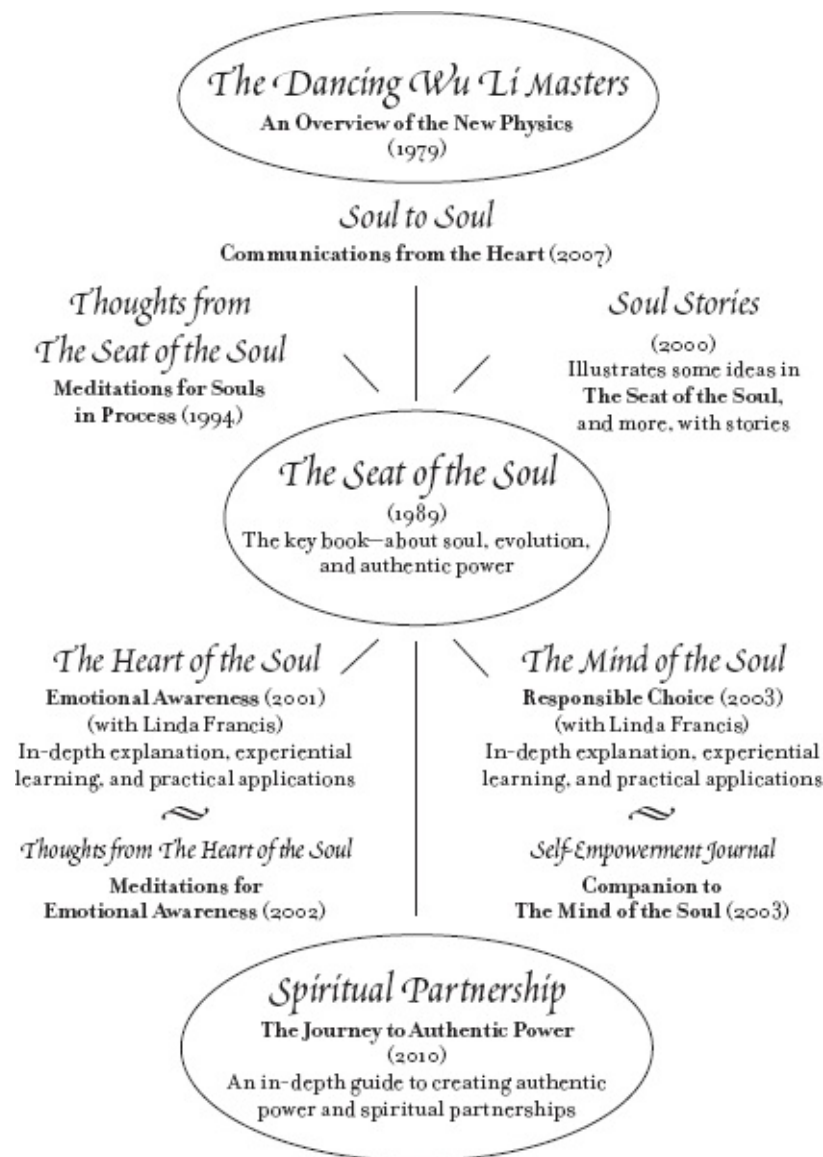 The Dancing Wu Li Masters
An Overview of the New Physics
(1979)
Soul to Soul
Communications from the Heart (2007)
Thoughts from
The Seat of the Soul
Meditations for Souls
in Process (1994)
Soul Stories
(2000)
Illustrates some ideas in
The Seat of the Soul,
and more, with stories
The Seat of the Soul
(1989)
The key book—about soul, evolution,
and authentic power
The Heart of the Soul
Emotional Awareness (2001)
(with Linda Francis)
In-depth explanation, experiential
learning, and practical applications
Thoughts from The Heart of the Soul
Meditations for
Emotional Awareness (2002)
The Mind of the Soul
Responsible Choice (2003)
(with Linda Francis)
In-depth explanation, experiential
learning, and practical applications
Self-Empowerment Journal
Companion to
The Mind of the Soul (2003)
Spiritual Partnership
The Journey to Authentic Power
(2010)
An in-depth guide to creating authentic
power and spiritual partnerships